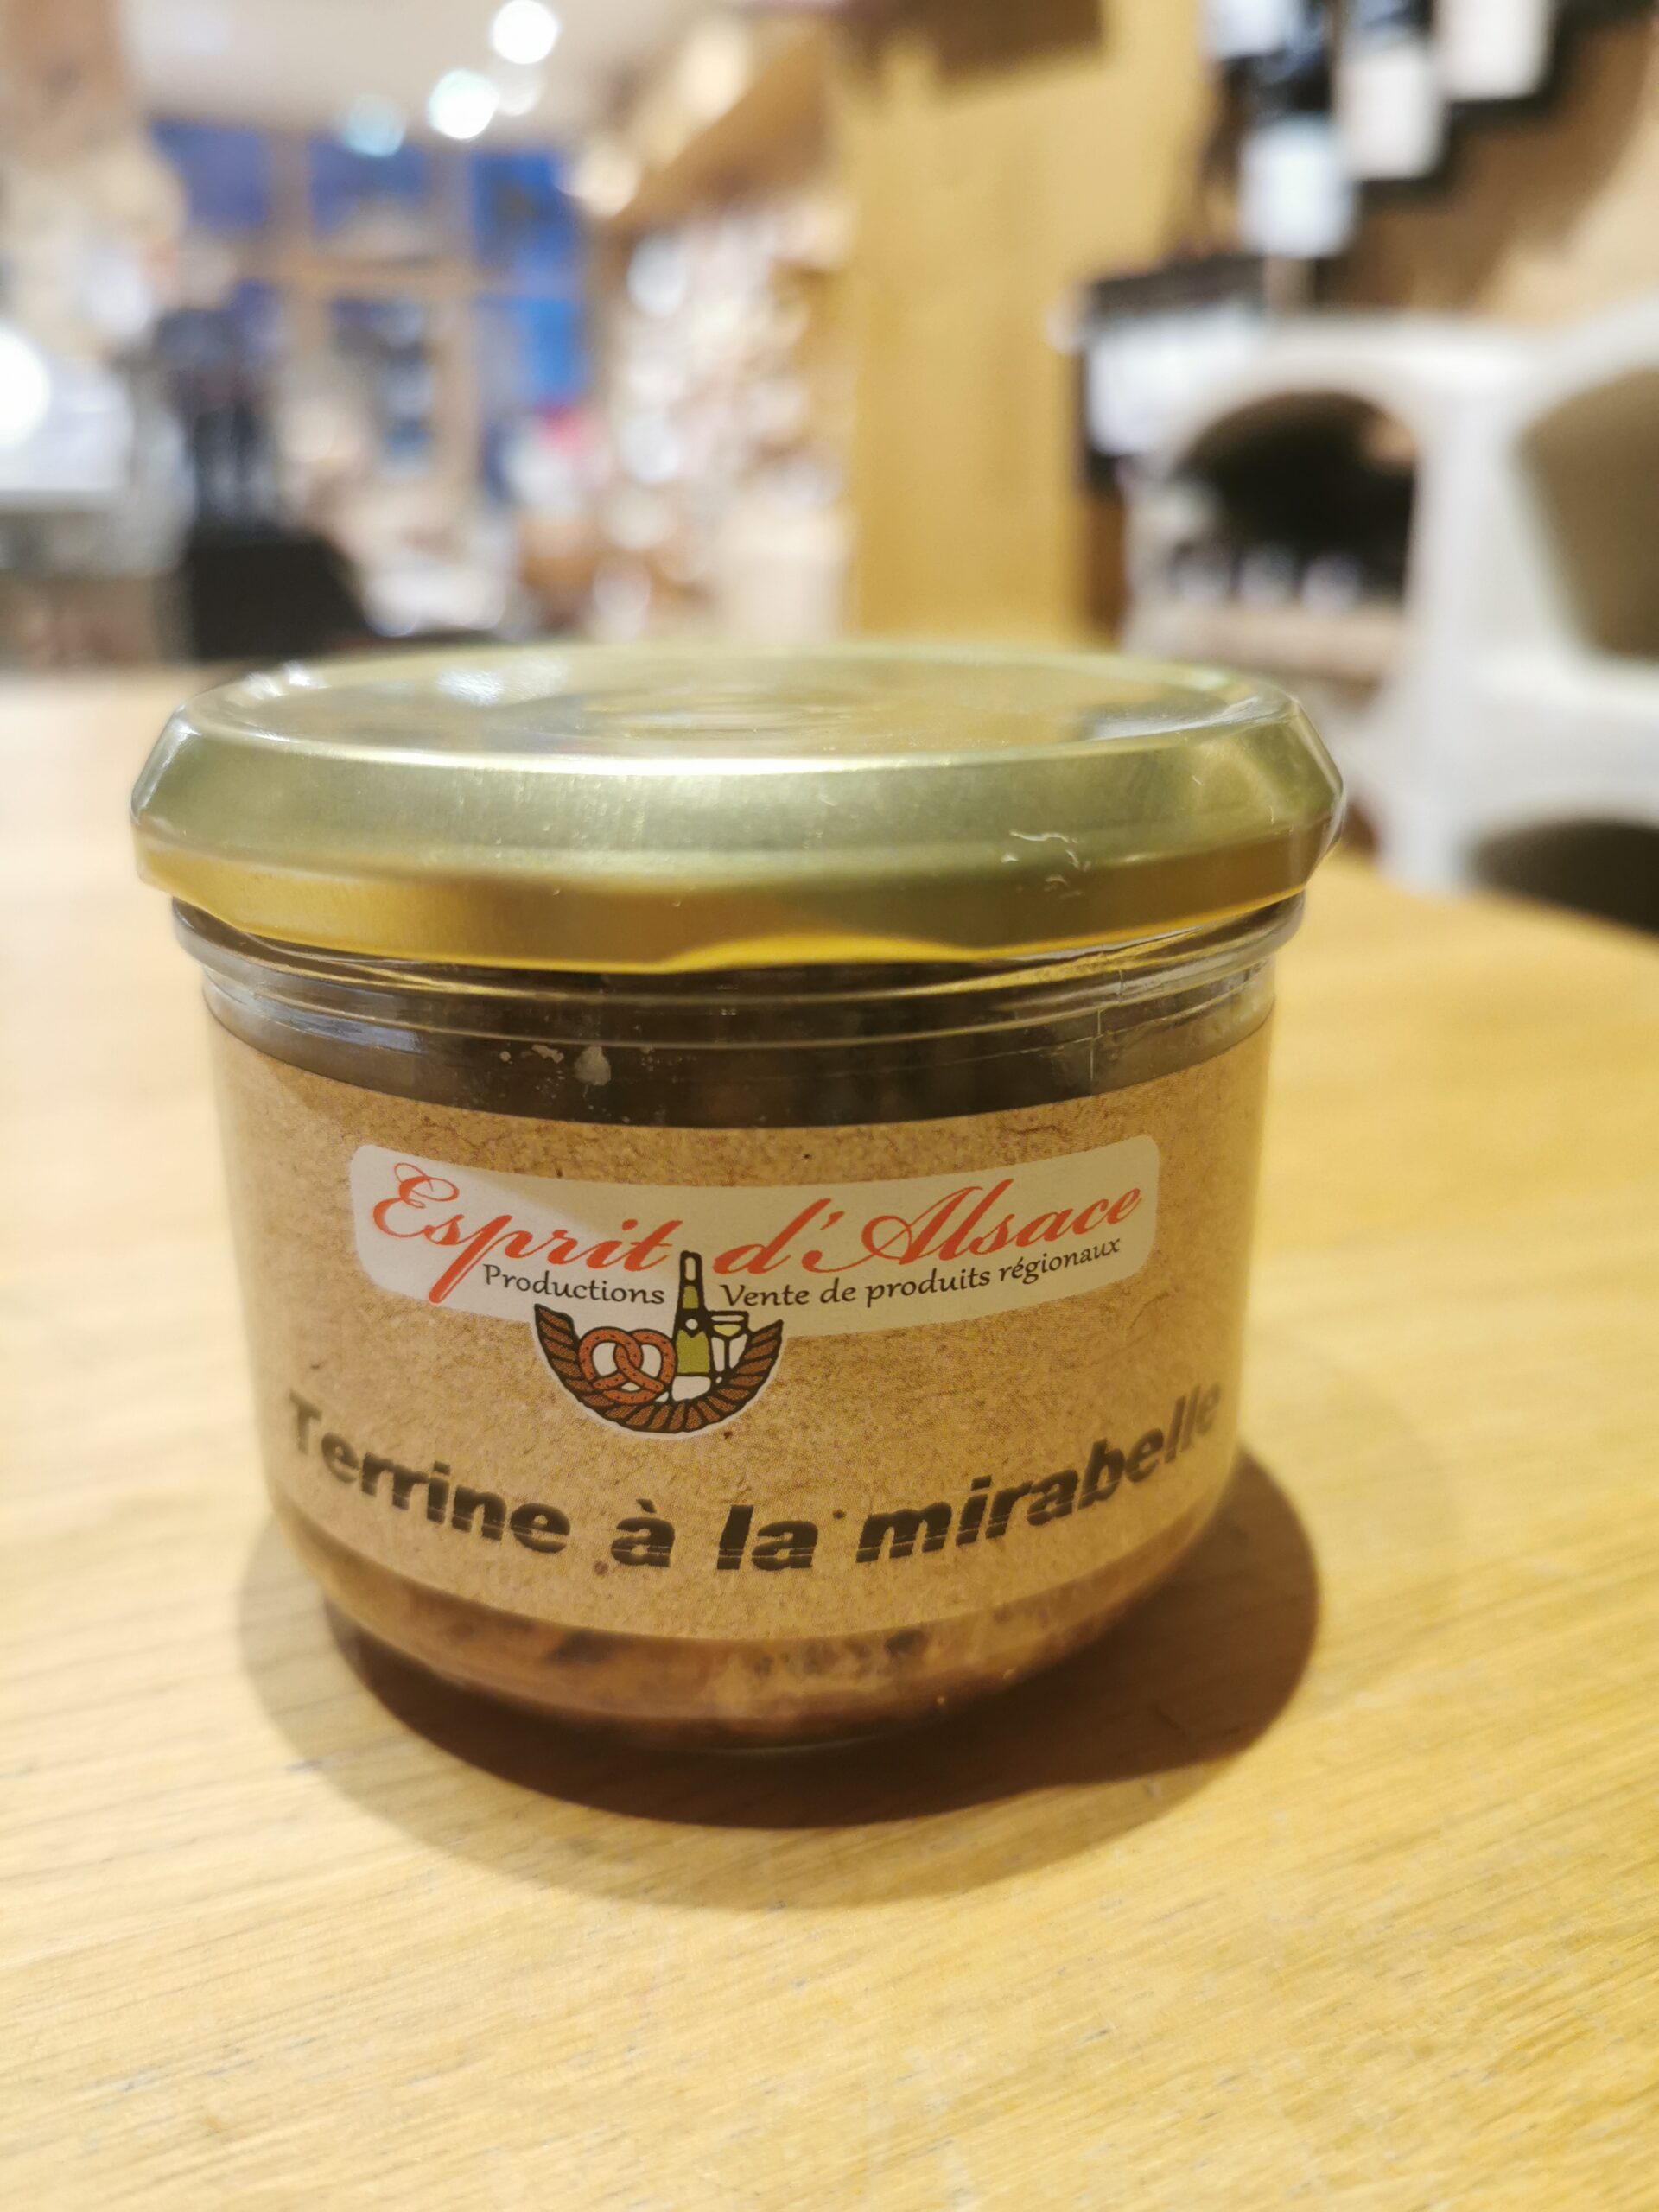 Esprit d'Alsace
Productions Vente de produits régionaux
Terrine à la mirabelle